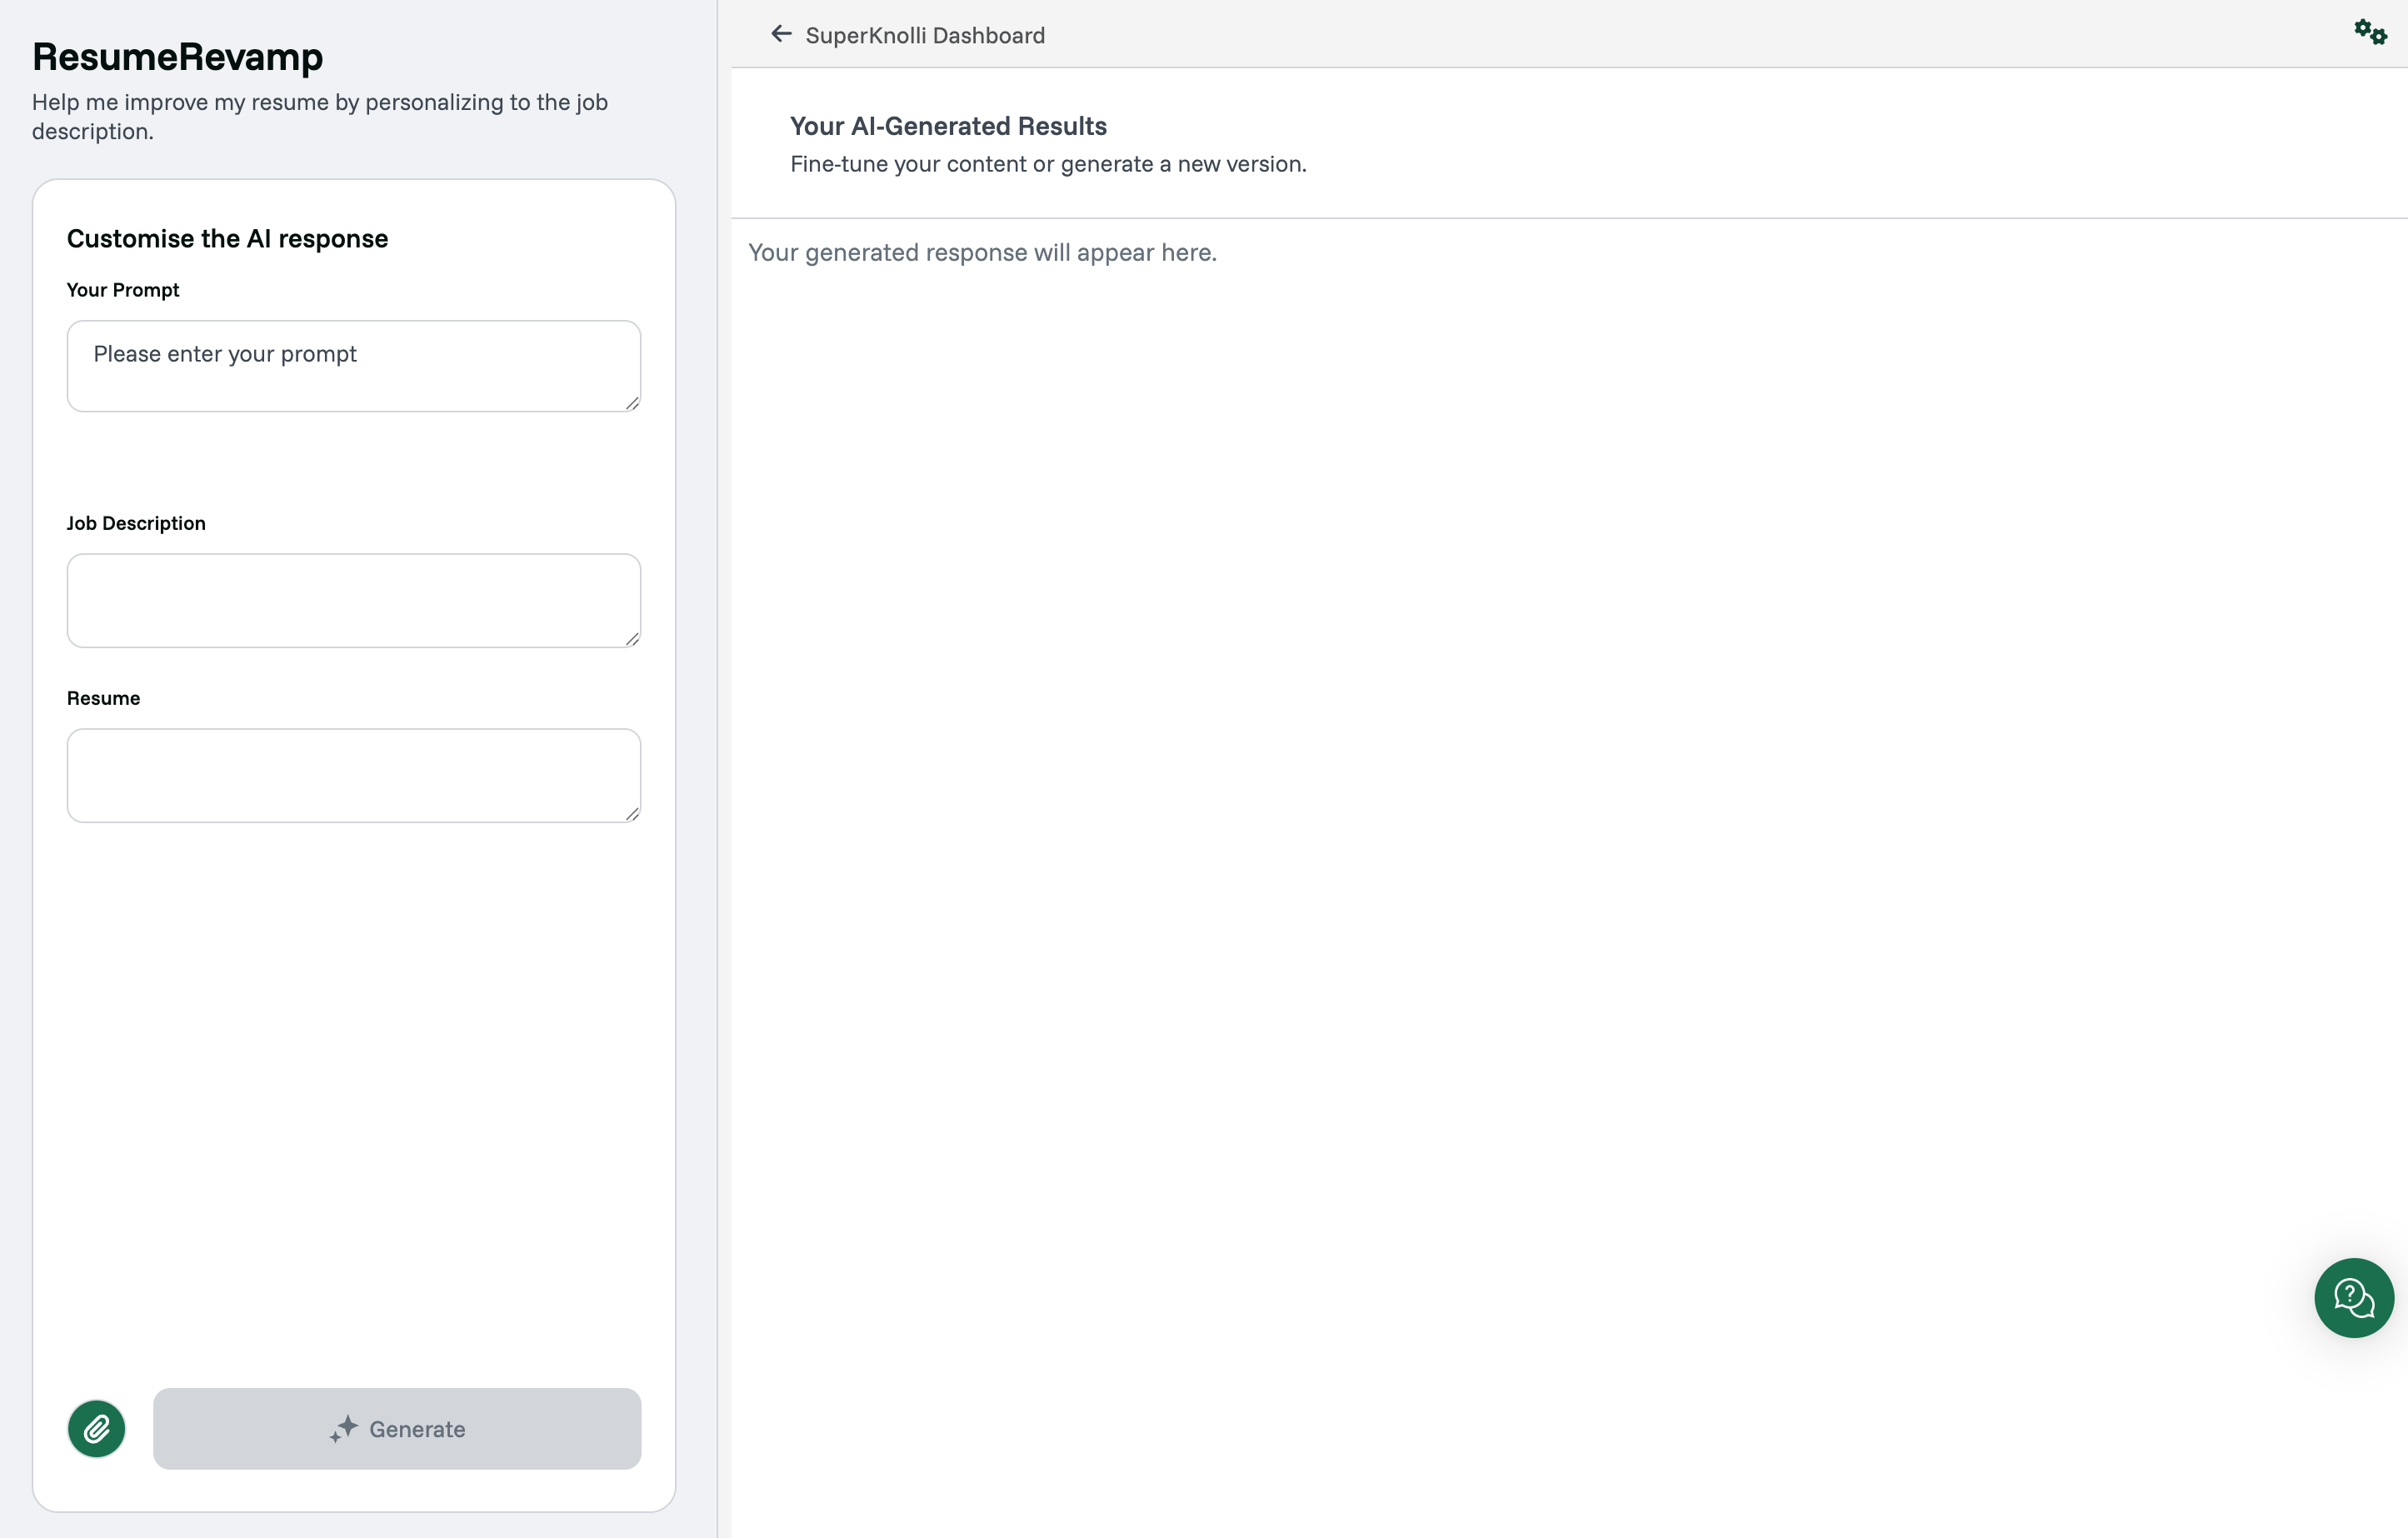 ResumeRevamp
Help me improve my resume by personalizing to the job
description.
Customise the AI response
Your Prompt
Please enter your prompt
Job Description
Resume
Generate
SuperKnolli Dashboard
Your AI-Generated Results
Fine-tune your content or generate a new version.
Your generated response will appear here.
?